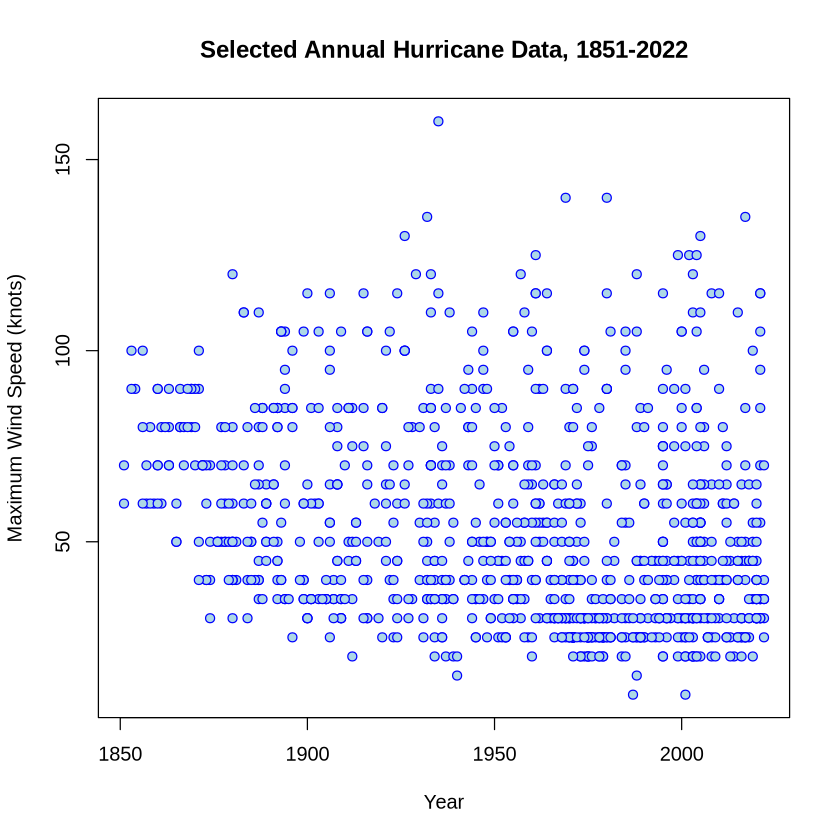 Selected Annual Hurricane Data, 1851-2022
Maximum Wind Speed (knots)
150
100
50
1850
1900
1950
2000
Year